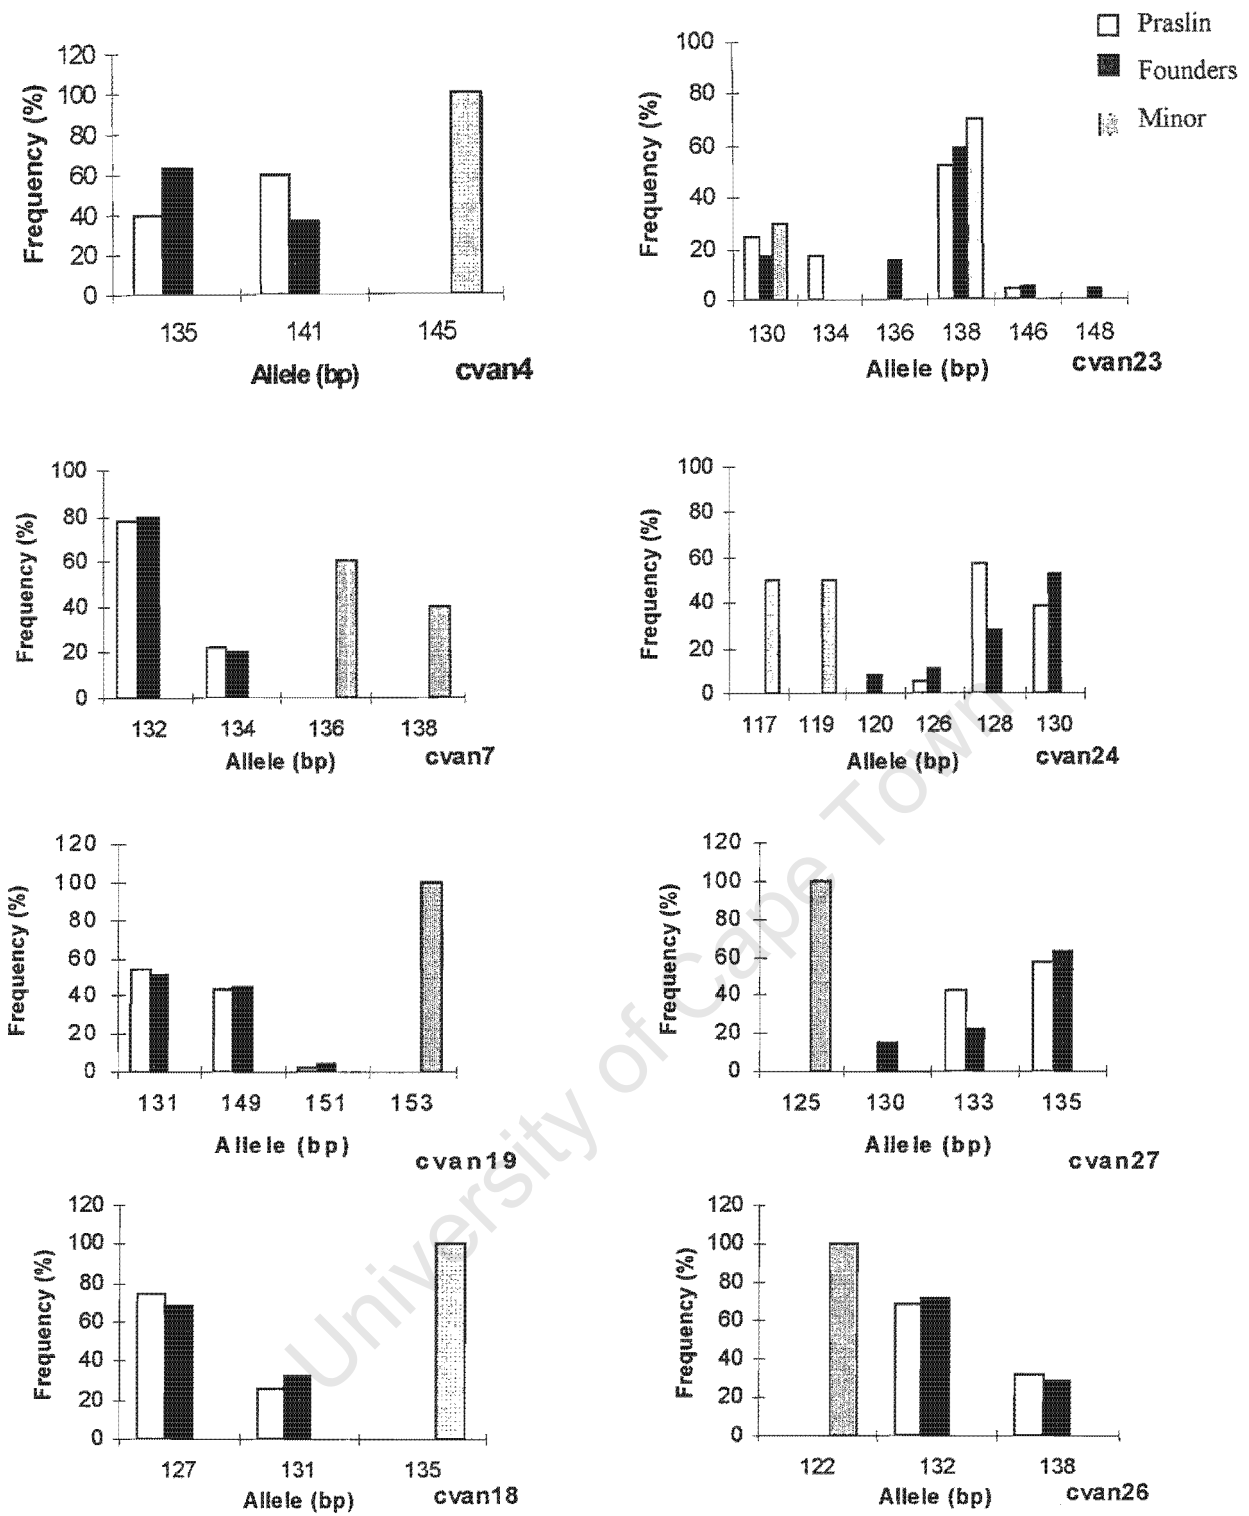 Praslin
Founders
Minor
120
100
80
60
40
20
0
Frequency (%)
135 141 145
Allele (bp) cvan4
100
80
60
40
20
0
Frequency (%)
130 134 136 138 146 148
Allele (bp) cvan23
100
80
60
40
20
0
Frequency (%)
132 134 136 138
Allele (bp) cvan7
100
80
60
40
20
0
Frequency (%)
117 119 120 126 128 130
Allele (bp) cvan24
120
100
80
60
40
20
0
Frequency (%)
131 149 151 153
Allele (bp) cvan19
120
100
80
60
40
20
0
Frequency (%)
125 130 133 135
Allele (bp) cvan27
120
100
80
60
40
20
0
Frequency (%)
127 131 135
Allele (bp) cvan18
120
100
80
60
40
20
0
Frequency (%)
122 132 138
Allele (bp) cvan26
University of Cape Town